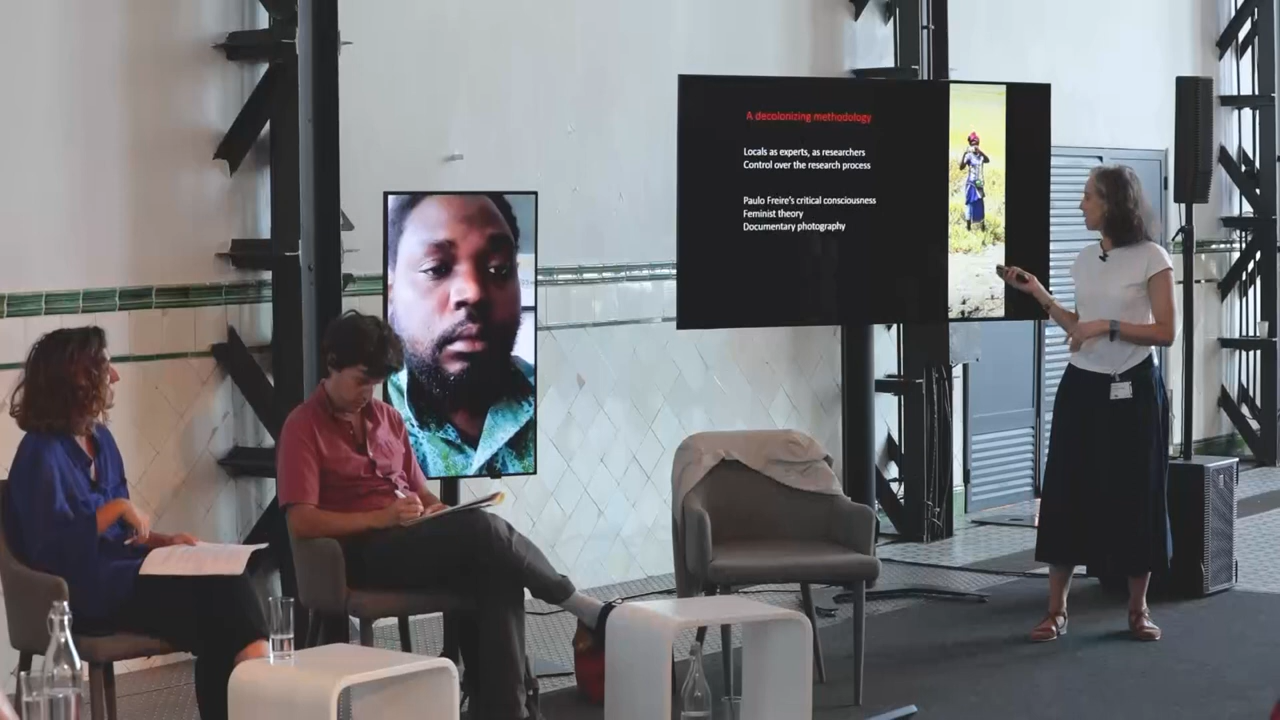 A decolonizing methodology
Locals as experts, as researchers
Control over the research process
Paulo Freire's critical consciousness
Feminist theory
Documentary photography